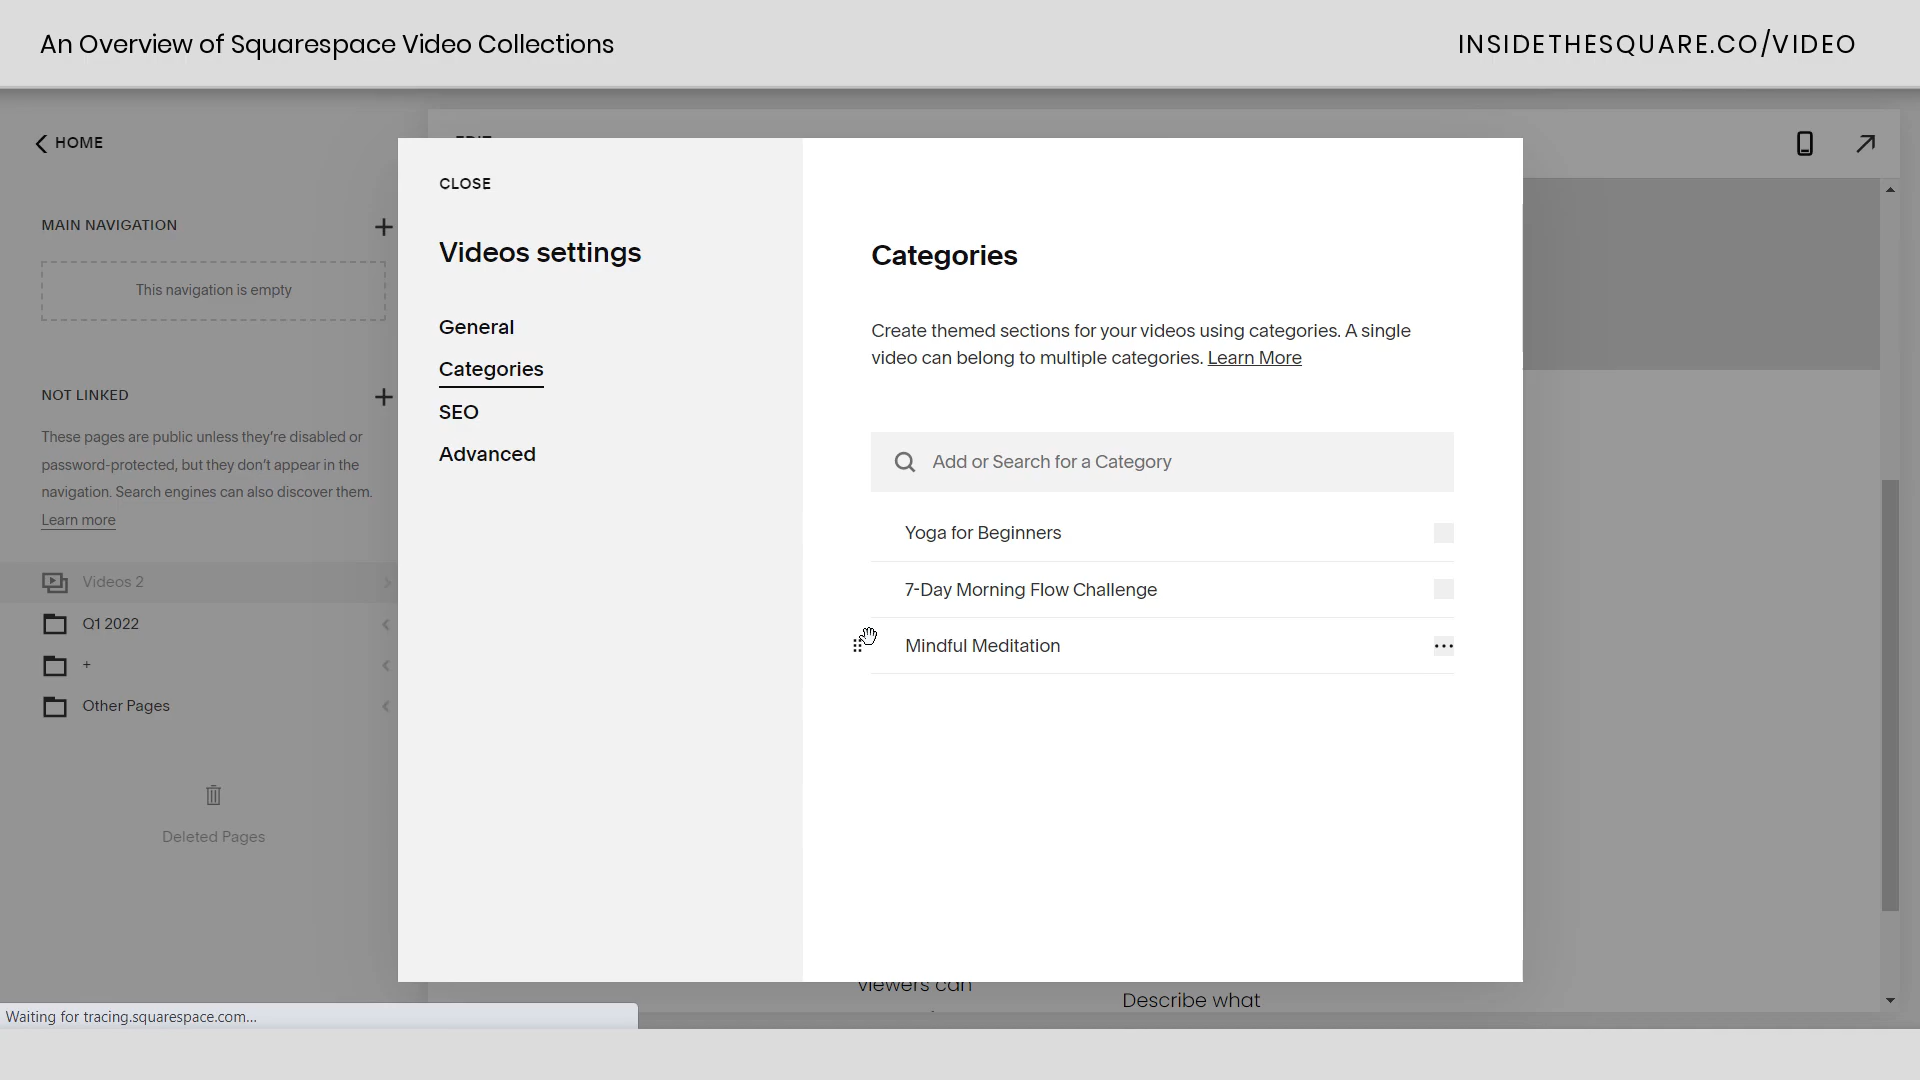 An Overview of Squarespace Video Collections
INSIDETHESQUARE.CO/VIDEO
HOME
MAIN NAVIGATION
This navigation is empty
NOT LINKED
These pages are public unless they're disabled or
password-protected, but they don't appear in the
navigation. Search engines can also discover them.
Learn more
Videos 2
Q1 2022
+
Other Pages
Deleted Pages
EDIT
CLOSE
Videos settings
General
Categories
SEO
Advanced
Categories
Create themed sections for your videos using categories. A single
video can belong to multiple categories. Learn More
Add or Search for a Category
Yoga for Beginners
7-Day Morning Flow Challenge
Mindful Meditation
viewers can
Describe what
Waiting for tracing.squarespace.com...